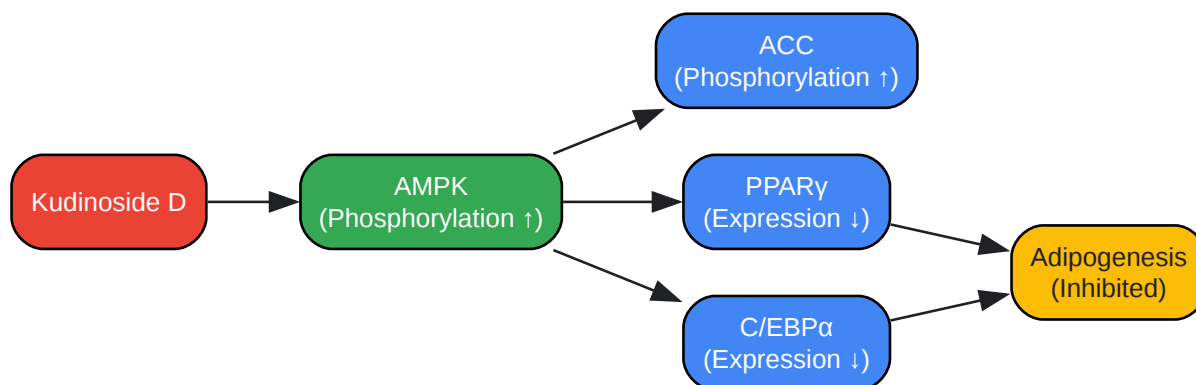 Kudinoside D
AMPK
(Phosphorylation ↑)
ACC
(Phosphorylation ↑)
PPARγ
(Expression ↓)
C/EBPα
(Expression ↓)
Adipogenesis
(Inhibited)